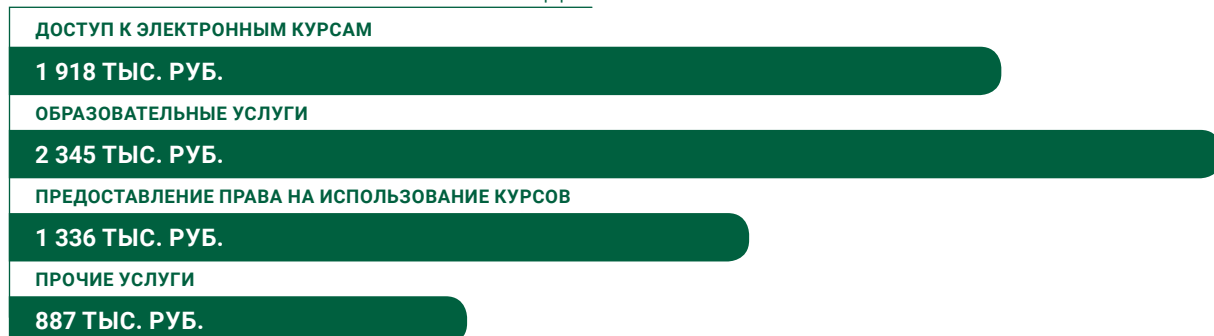 ДОСТУП К ЭЛЕКТРОННЫМ КУРСАМ
1 918 ТЫС. РУБ.
ОБРАЗОВАТЕЛЬНЫЕ УСЛУГИ
2 345 ТЫС. РУБ.
ПРЕДОСТАВЛЕНИЕ ПРАВА НА ИСПОЛЬЗОВАНИЕ КУРСОВ
1 336 ТЫС. РУБ.
ПРОЧИЕ УСЛУГИ
887 ТЫС. РУБ.